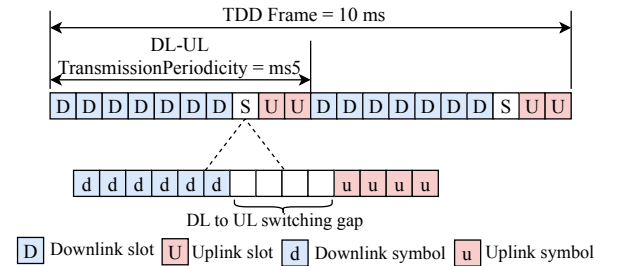 TDD Frame = 10 ms
DL-UL
TransmissionPeriodicity = ms5
D D D D D D D S U U D D D D D D D S U U
d d d d d d u u u u
DL to UL switching gap
D Downlink slot U Uplink slot d Downlink symbol u Uplink symbol